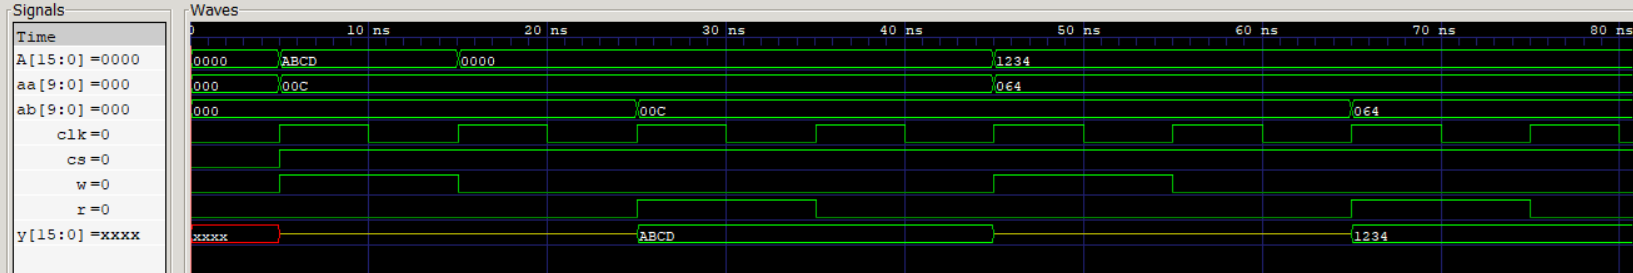 Signals Waves
Time 0 10 ns 20 ns 30 ns 40 ns 50 ns 60 ns 70 ns 80 ns
A[15:0] =0000 0000 ABCD 0000 1234
aa[9:0] =000 000 00C 064
ab[9:0] =000 000 00C 064
clk=0
cs=0
w=0
r=0
y[15:0] =xxxx xxxx ABCD 1234